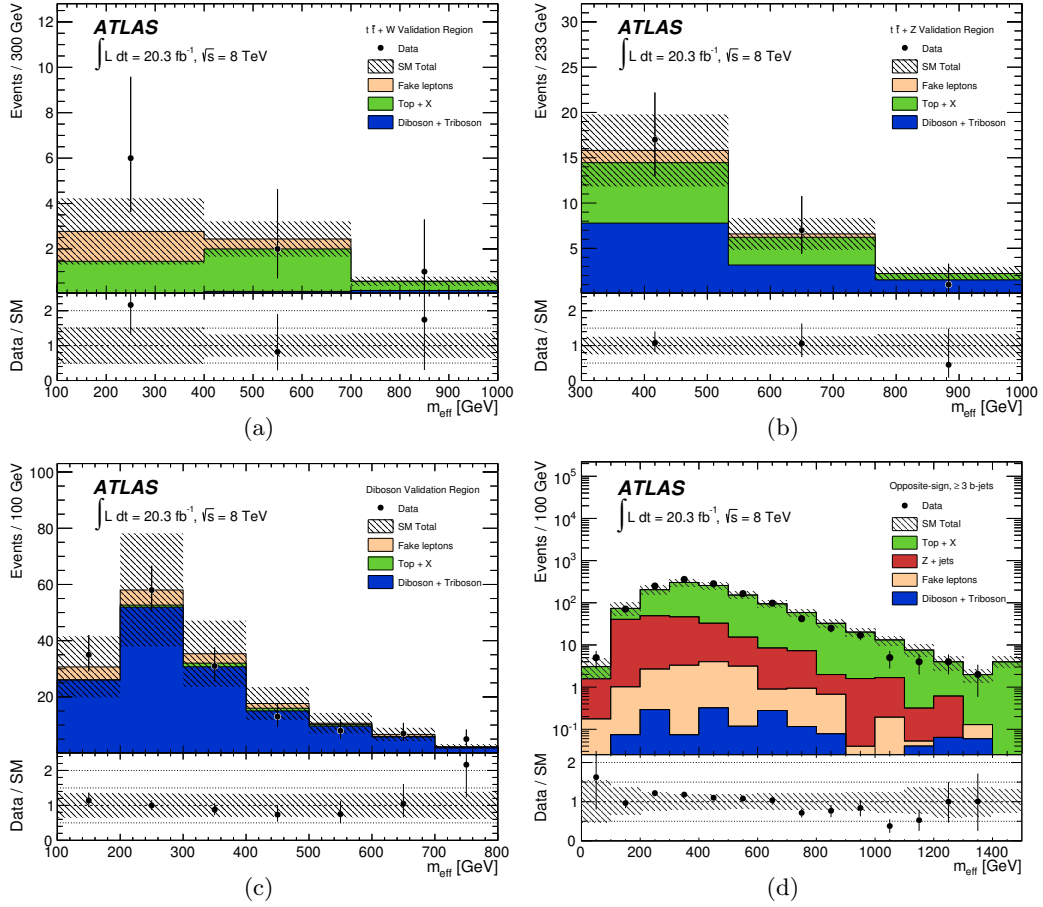 ATLAS
∫ L dt = 20.3 fb⁻¹, √s = 8 TeV
t t̄ + W Validation Region
Data
SM Total
Fake leptons
Top + X
Diboson + Triboson
Events / 300 GeV
12
10
8
6
4
2
Data / SM
2
1
0
100 200 300 400 500 600 700 800 900 1000
m_eff [GeV]
(a)
ATLAS
∫ L dt = 20.3 fb⁻¹, √s = 8 TeV
t t̄ + Z Validation Region
Data
SM Total
Fake leptons
Top + X
Diboson + Triboson
Events / 233 GeV
30
25
20
15
10
5
Data / SM
2
1
0
300 400 500 600 700 800 900 1000
m_eff [GeV]
(b)
ATLAS
∫ L dt = 20.3 fb⁻¹, √s = 8 TeV
Diboson Validation Region
Data
SM Total
Fake leptons
Top + X
Diboson + Triboson
Events / 100 GeV
100
80
60
40
20
Data / SM
2
1
0
100 200 300 400 500 600 700 800
m_eff [GeV]
(c)
ATLAS
∫ L dt = 20.3 fb⁻¹, √s = 8 TeV
Opposite-sign, ≥ 3 b-jets
Data
SM Total
Top + X
Z + jets
Fake leptons
Diboson + Triboson
Events / 100 GeV
10⁵
10⁴
10³
10²
10
1
10⁻¹
Data / SM
2
1
0
0 200 400 600 800 1000 1200 1400
m_eff [GeV]
(d)